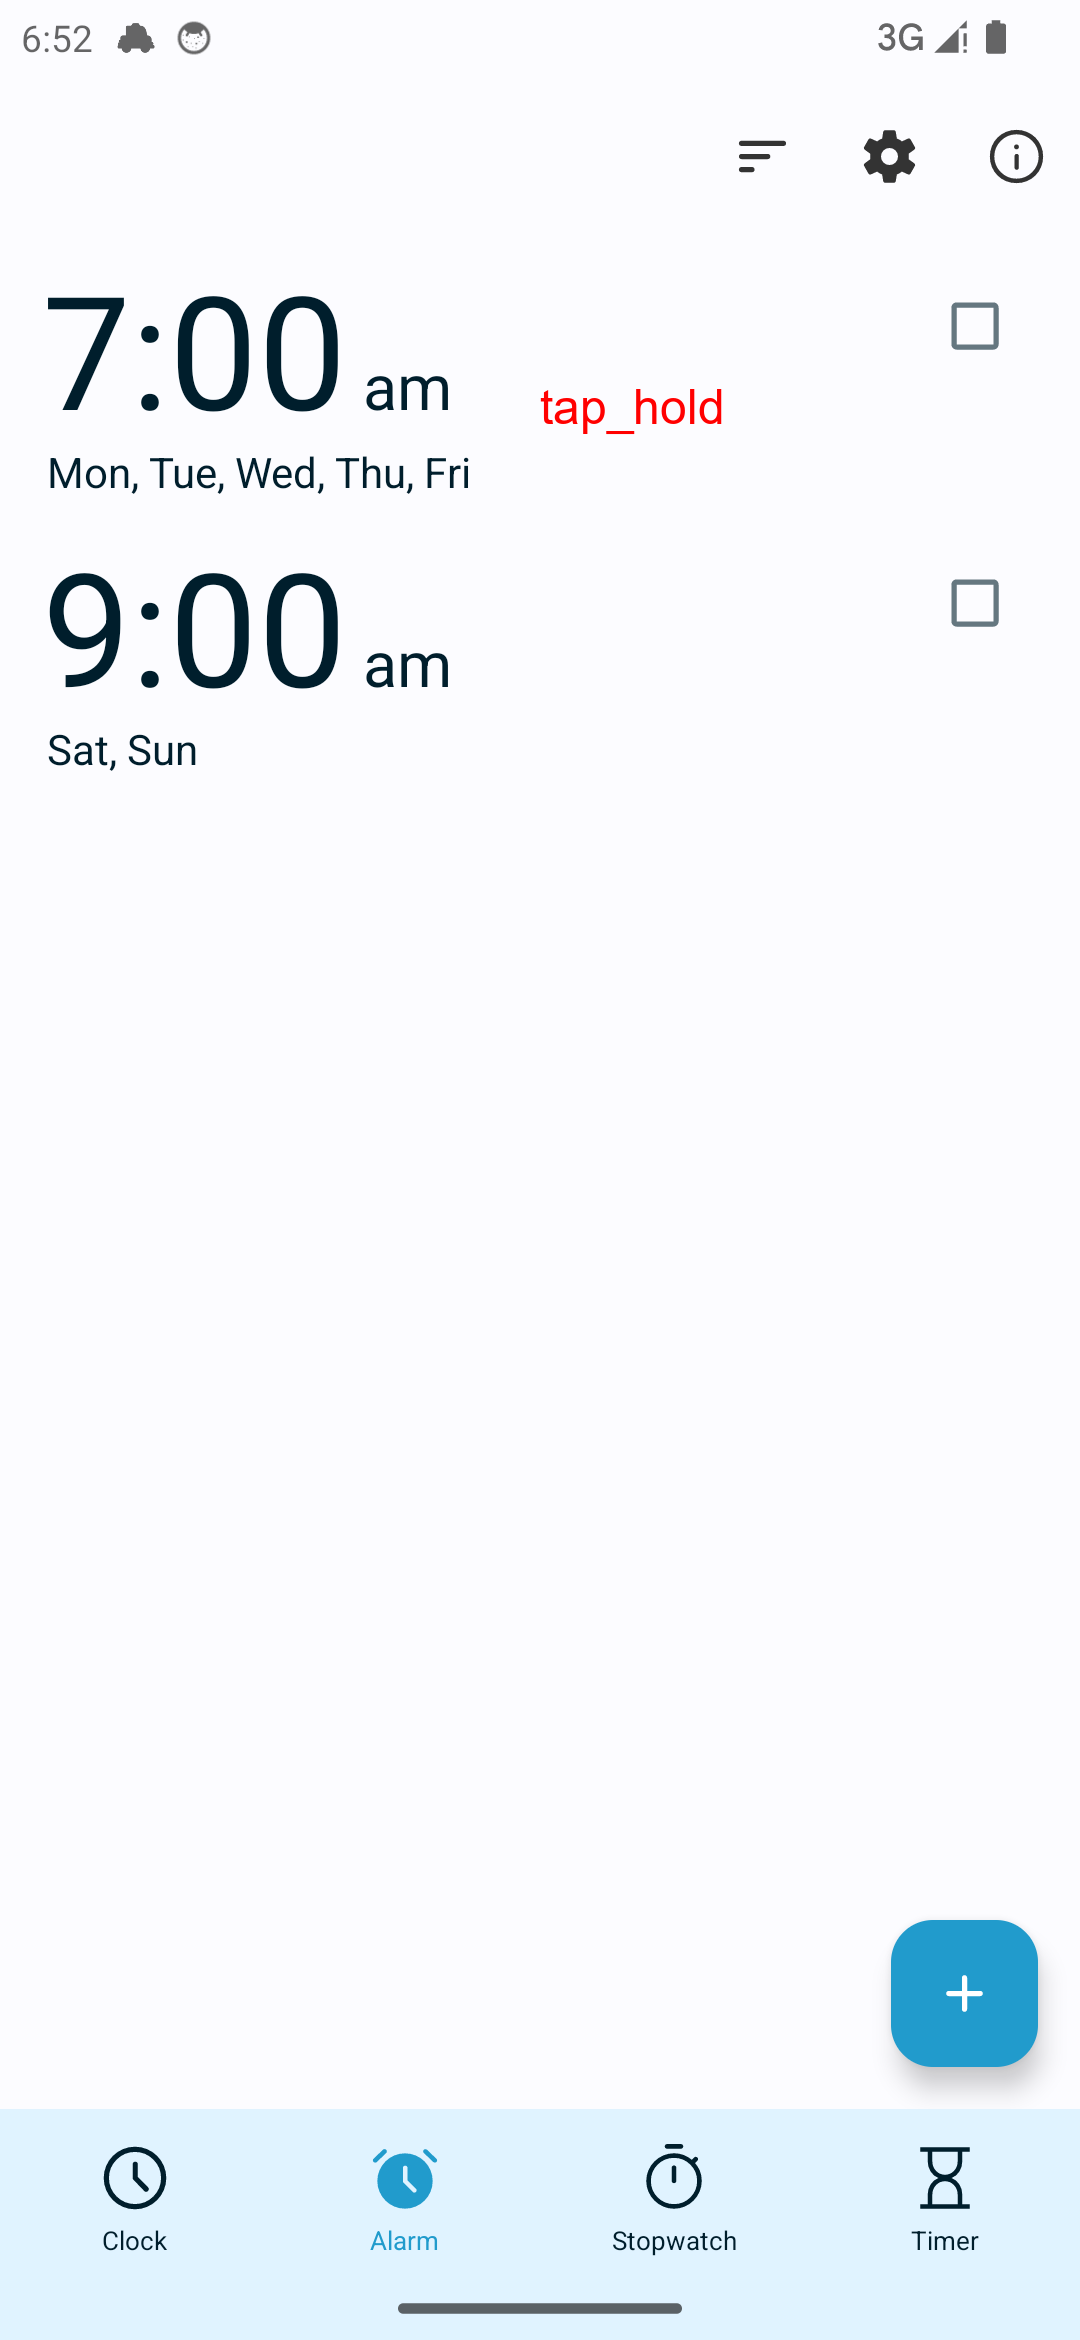 6:52
3G
7:00 am
tap_hold
Mon, Tue, Wed, Thu, Fri
9:00 am
Sat, Sun
Clock
Alarm
Stopwatch
Timer